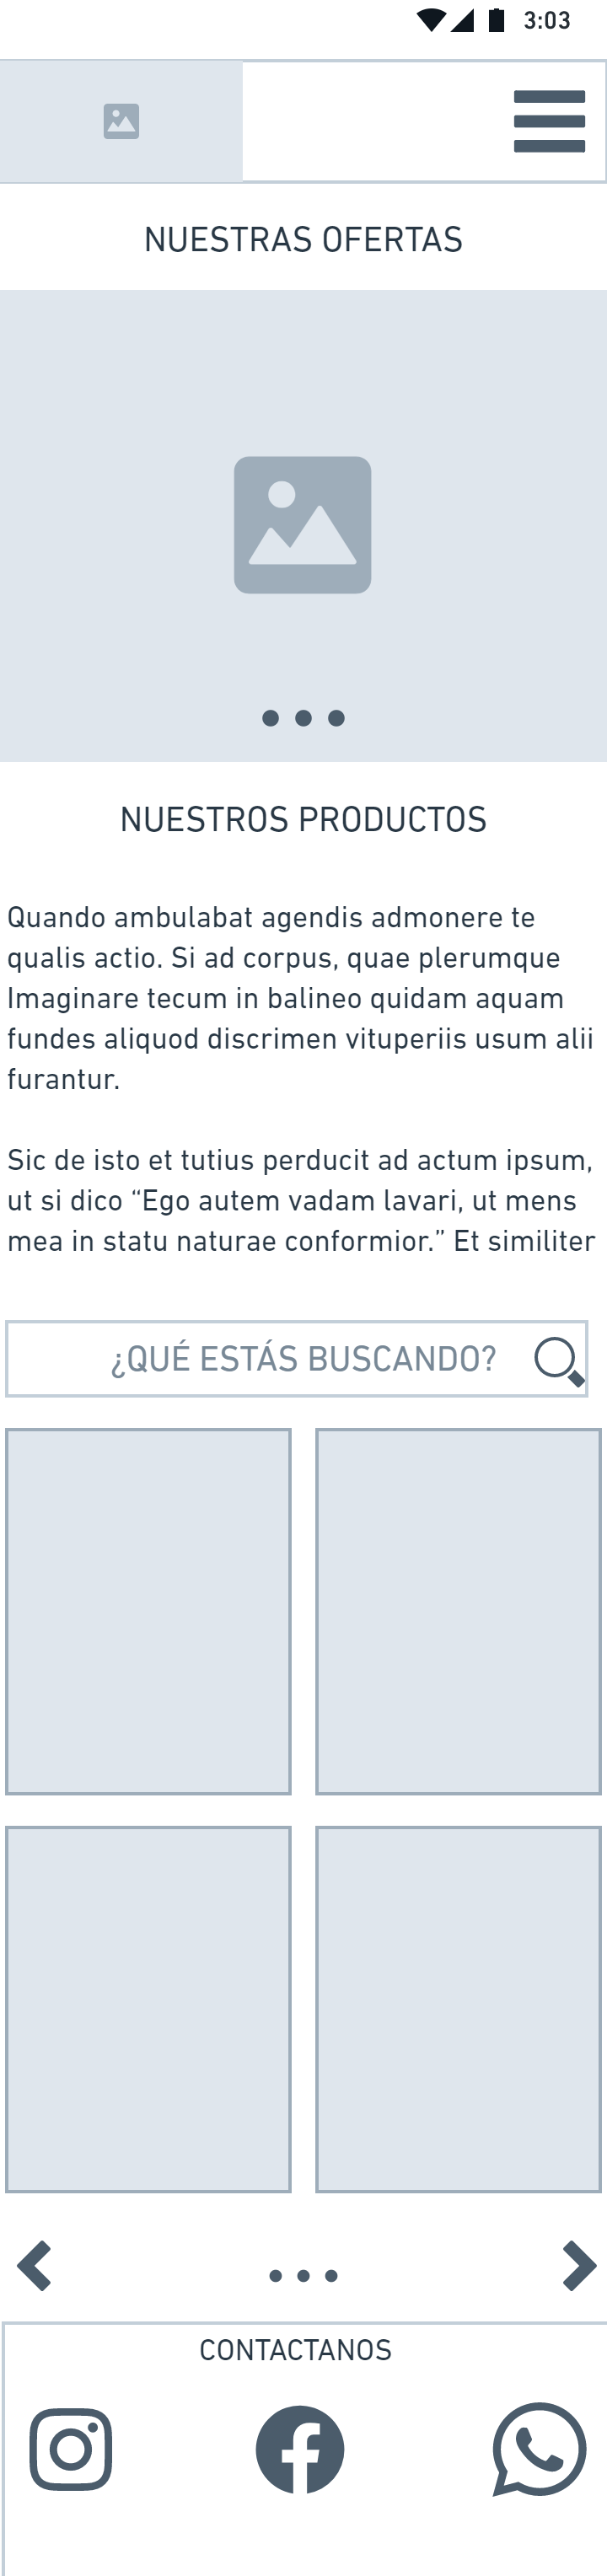 3:03
NUESTRAS OFERTAS
NUESTROS PRODUCTOS
Quando ambulabat agendis admonere te
qualis actio. Si ad corpus, quae plerumque
Imaginare tecum in balineo quidam aquam
fundes aliquod discrimen vituperiis usum alii
furantur.
Sic de isto et tutius perducit ad actum ipsum,
ut si dico “Ego autem vadam lavari, ut mens
mea in statu naturae conformior.” Et similiter
¿QUÉ ESTÁS BUSCANDO?
CONTACTANOS